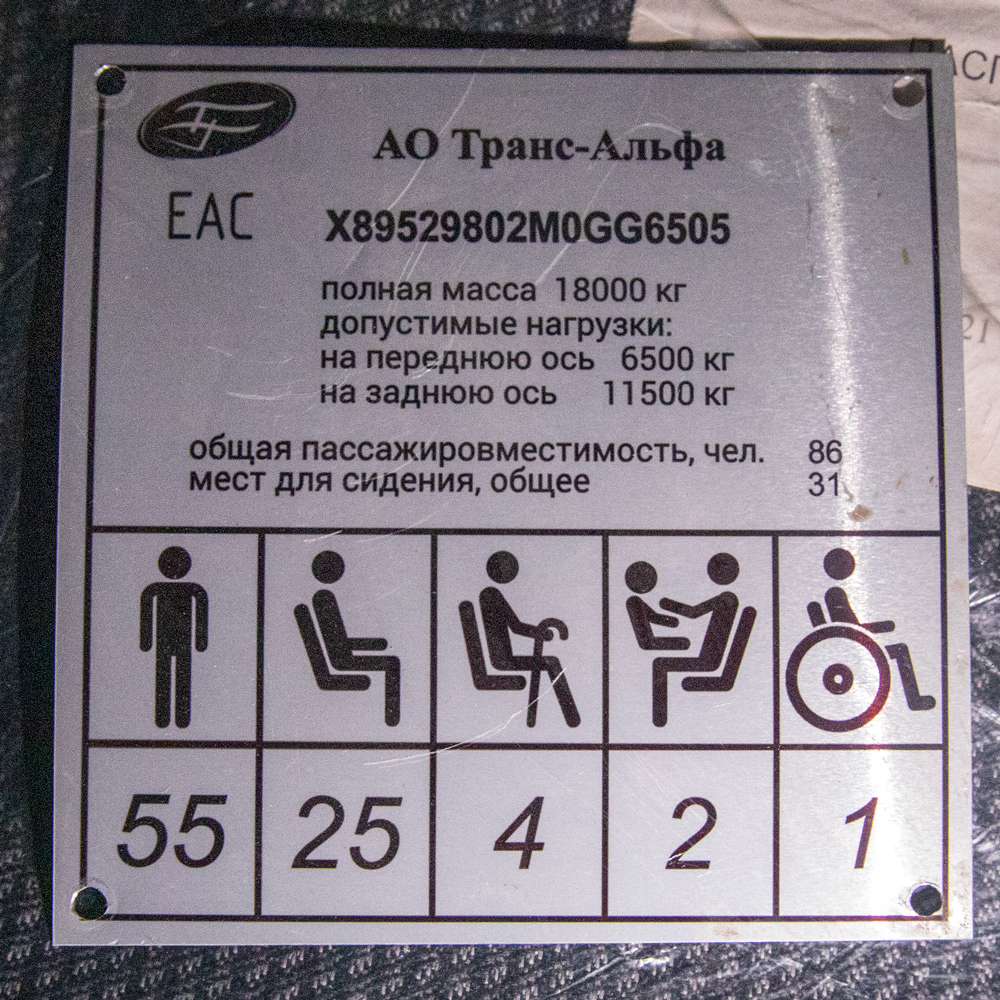 АО Транс-Альфа
EAC
X89529802M0GG6505
полная масса 18000 кг
допустимые нагрузки:
на переднюю ось 6500 кг
на заднюю ось 11500 кг
общая пассажировместимость, чел. 86
мест для сидения, общее 31
55 25 4 2 1